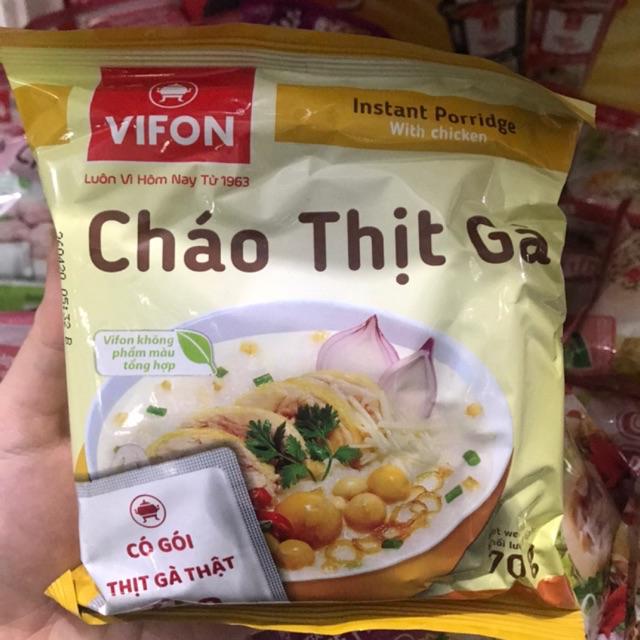 VIFON
Instant Porridge
With chicken
Luôn Vì Hôm Nay Từ 1963
Cháo Thịt Gà
Vifon không
phẩm màu
tổng hợp
CÓ GÓI
THỊT GÀ THẬT
70g